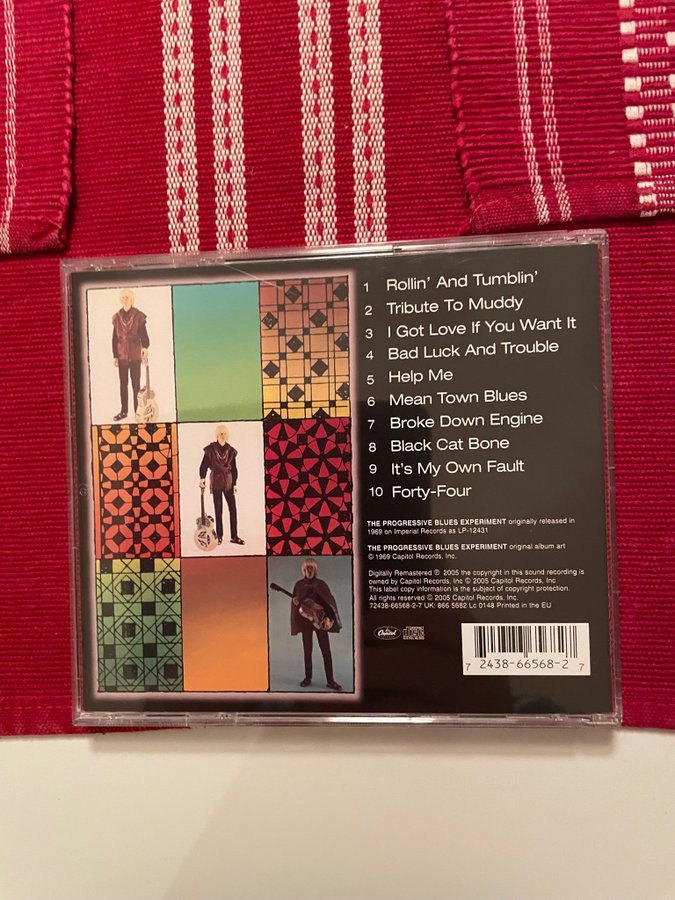 1 Rollin' And Tumblin'
2 Tribute To Muddy
3 I Got Love If You Want It
4 Bad Luck And Trouble
5 Help Me
6 Mean Town Blues
7 Broke Down Engine
8 Black Cat Bone
9 It's My Own Fault
10 Forty-Four
THE PROGRESSIVE BLUES EXPERIMENT originally released in
1969 on Imperial Records as LP-12431
THE PROGRESSIVE BLUES EXPERIMENT original album art
© 1969 Capitol Records, Inc.
Digitally Remastered ℗ 2005 the copyright in this sound recording is
owned by Capitol Records, Inc © 2005 Capitol Records, Inc
This label copy information is the subject of copyright protection.
All rights reserved © 2005 Capitol Records, Inc.
72438-66568-2-7 UK: 866 5682 Lc 0148 Printed in the EU
Capitol
7 2438-66568-2 7